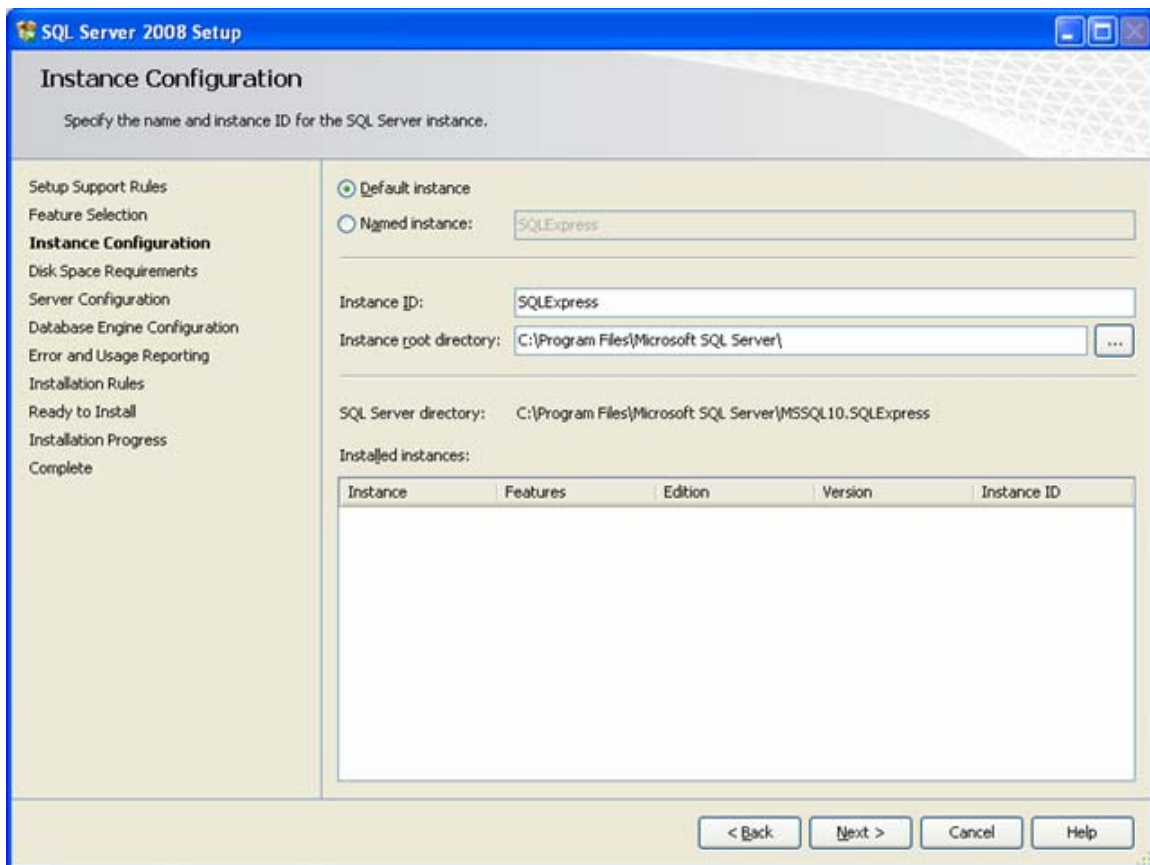 SQL Server 2008 Setup
Instance Configuration
Specify the name and instance ID for the SQL Server instance.
Setup Support Rules
Feature Selection
Instance Configuration
Disk Space Requirements
Server Configuration
Database Engine Configuration
Error and Usage Reporting
Installation Rules
Ready to Install
Installation Progress
Complete
Default instance
Named instance: SQLExpress
Instance ID: SQLExpress
Instance root directory: C:\Program Files\Microsoft SQL Server\ ...
SQL Server directory: C:\Program Files\Microsoft SQL Server\MSSQL10.SQLExpress
Installed instances:
Instance Features Edition Version Instance ID
< Back Next > Cancel Help